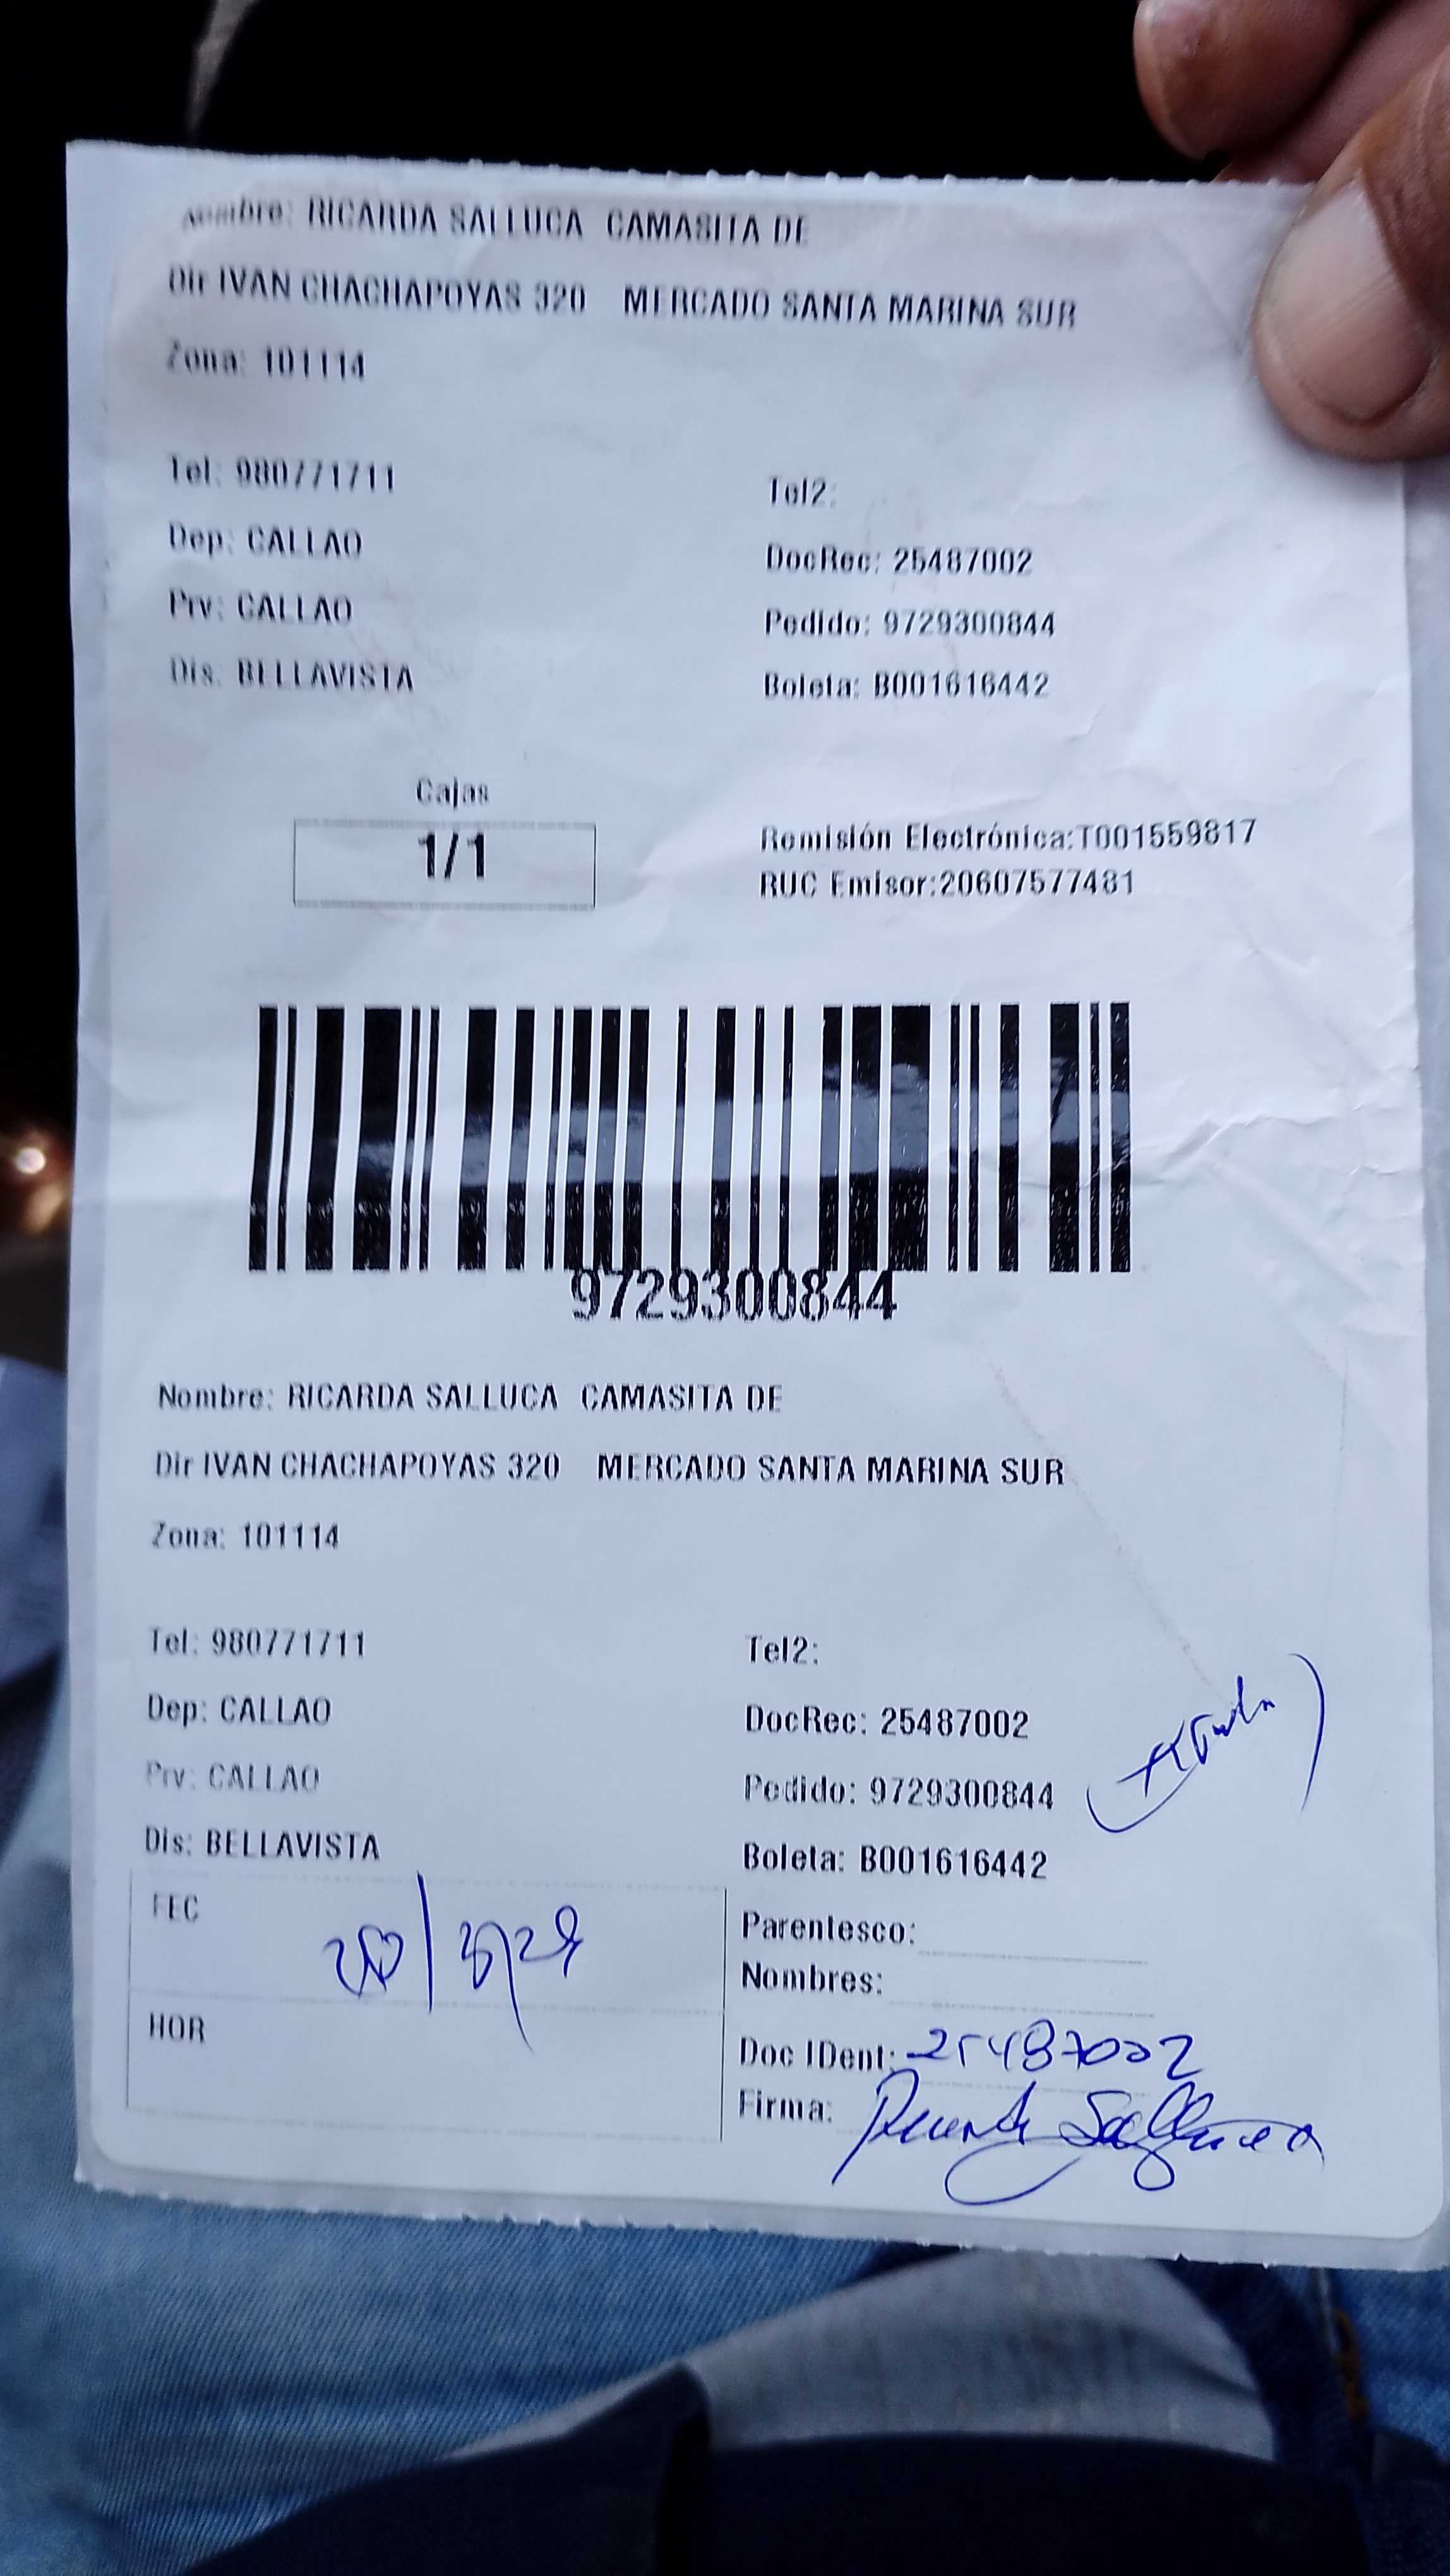 Nombre: RICARDA SALLUCA CAMASITA DE
Dir IVAN CHACHAPOYAS 320 MERCADO SANTA MARINA SUR
Zona: 101114
Tel: 980771711
Tel2:
Dep: CALLAO
DocRec: 25487002
Prv: CALLAO
Pedido: 9729300844
Dis: BELLAVISTA
Boleta: B001616442
Cajas
1/1
Remisión Electrónica:T001559817
RUC Emisor:20607577481
9729300844
Nombre: RICARDA SALLUCA CAMASITA DE
Dir IVAN CHACHAPOYAS 320 MERCADO SANTA MARINA SUR
Zona: 101114
Tel: 980771711
Tel2:
Dep: CALLAO
DocRec: 25487002
Prv: CALLAO
Pedido: 9729300844
Dis: BELLAVISTA
Boleta: B001616442
FEC
Parentesco:
Nombres:
HOR
Doc IDent: 25487002
Firma: Ricarda Salluca